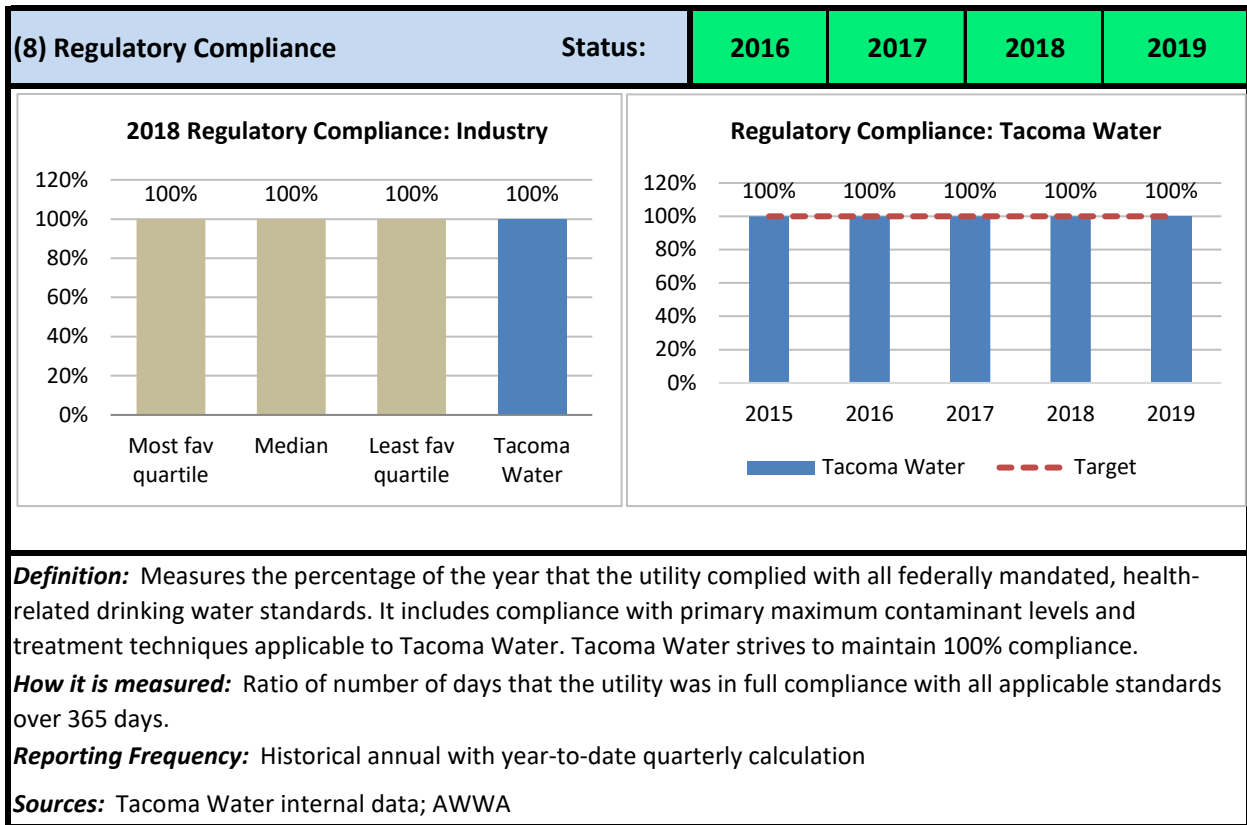 (8) Regulatory Compliance Status: 2016 2017 2018 2019
2018 Regulatory Compliance: Industry
120%
100%
80%
60%
40%
20%
0%
100% 100% 100% 100%
Most fav quartile
Median
Least fav quartile
Tacoma Water
Regulatory Compliance: Tacoma Water
120%
100%
80%
60%
40%
20%
0%
100% 100% 100% 100% 100%
2015 2016 2017 2018 2019
Tacoma Water Target
Definition: Measures the percentage of the year that the utility complied with all federally mandated, health-
related drinking water standards. It includes compliance with primary maximum contaminant levels and
treatment techniques applicable to Tacoma Water. Tacoma Water strives to maintain 100% compliance.
How it is measured: Ratio of number of days that the utility was in full compliance with all applicable standards
over 365 days.
Reporting Frequency: Historical annual with year-to-date quarterly calculation
Sources: Tacoma Water internal data; AWWA